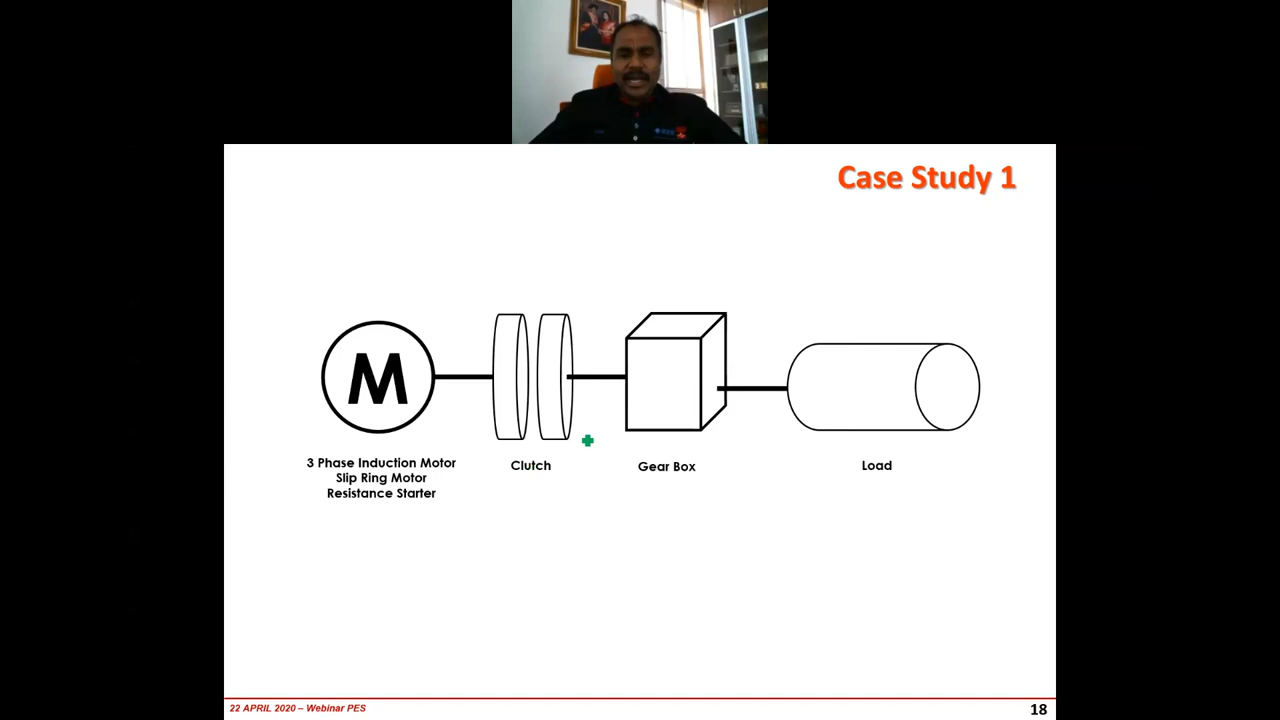 Case Study 1
M
3 Phase Induction Motor
Slip Ring Motor
Resistance Starter
Clutch
Gear Box
Load
22 APRIL 2020 – Webinar PES
18